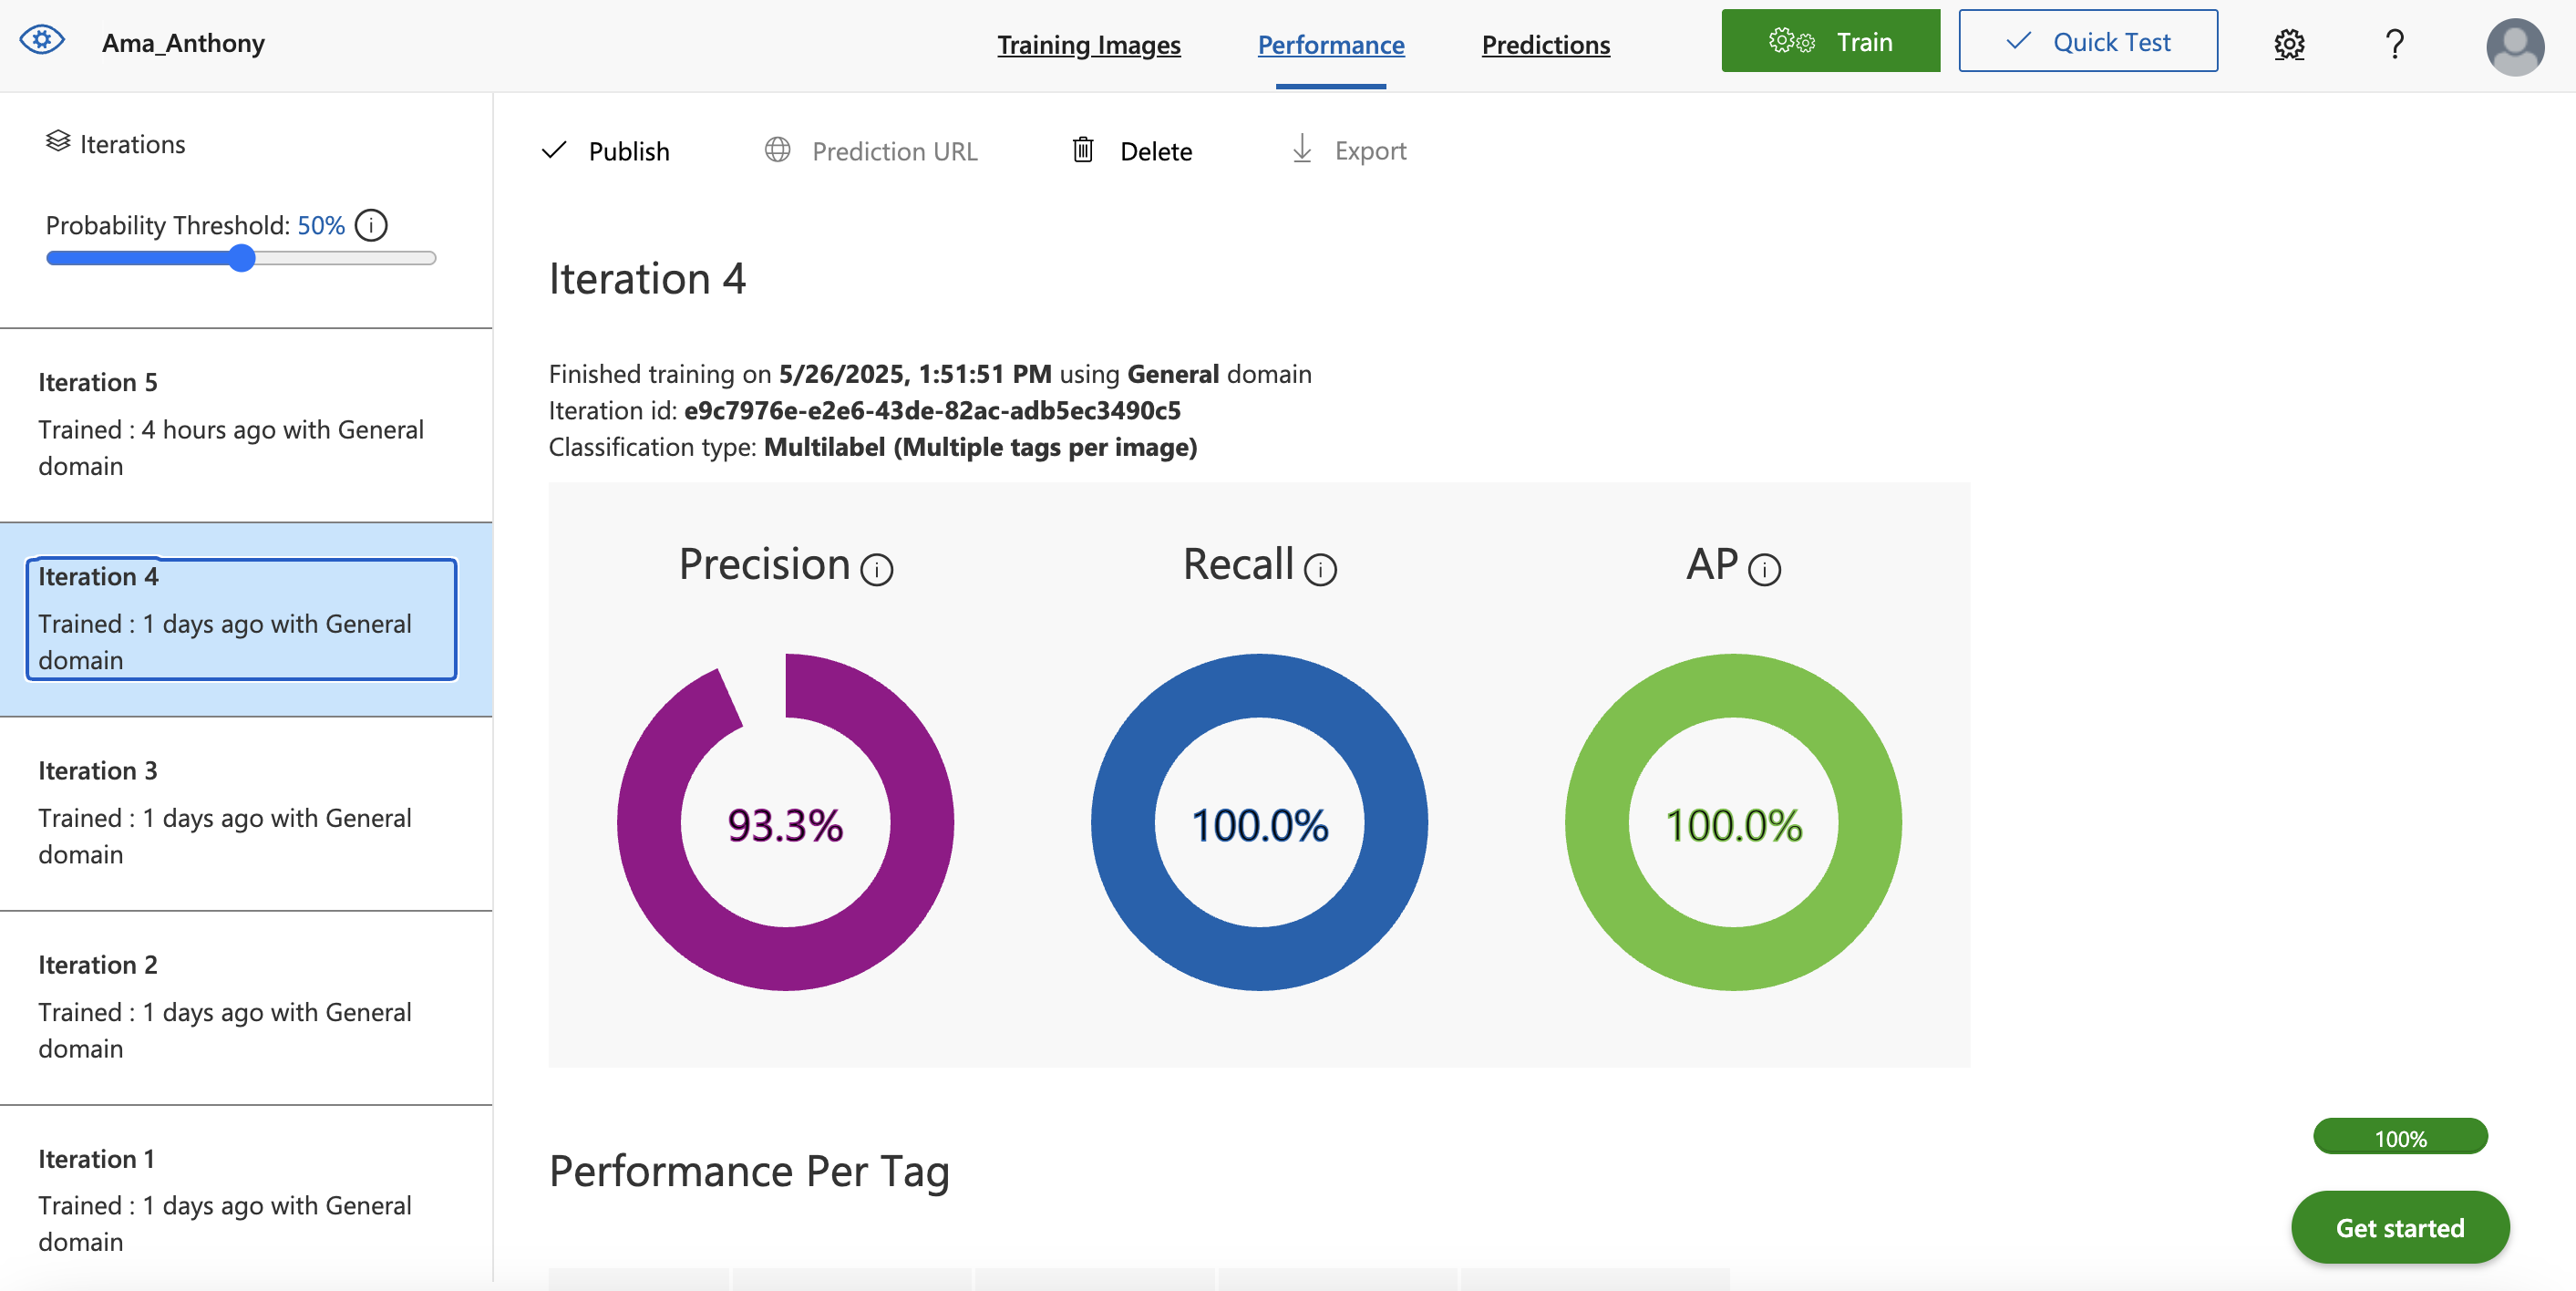 Ama_Anthony
Training Images
Performance
Predictions
Train
Quick Test
?
Iterations
Probability Threshold: 50%
Iteration 5
Trained : 4 hours ago with General
domain
Iteration 4
Trained : 1 days ago with General
domain
Iteration 3
Trained : 1 days ago with General
domain
Iteration 2
Trained : 1 days ago with General
domain
Iteration 1
Trained : 1 days ago with General
domain
Publish
Prediction URL
Delete
Export
Iteration 4
Finished training on 5/26/2025, 1:51:51 PM using General domain
Iteration id: e9c7976e-e2e6-43de-82ac-adb5ec3490c5
Classification type: Multilabel (Multiple tags per image)
Precision
Recall
AP
93.3%
100.0%
100.0%
Performance Per Tag
100%
Get started